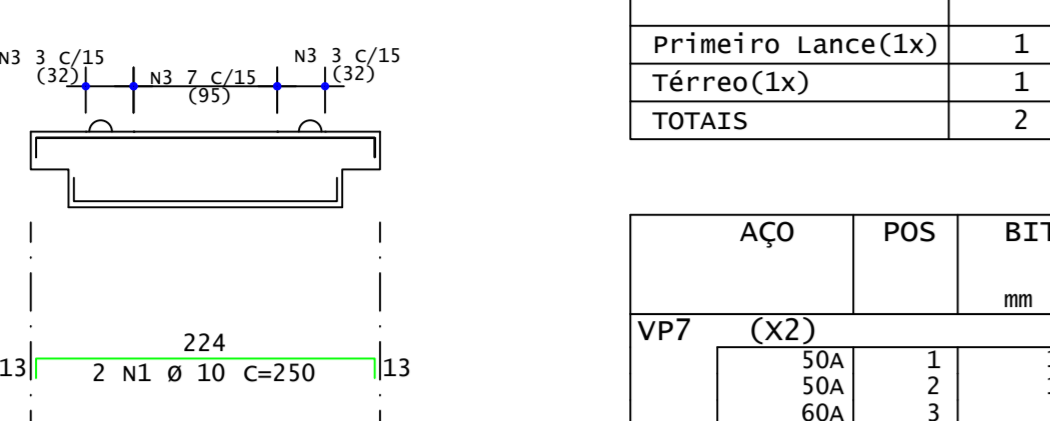 N3 3 C/15
(32)
N3 7 C/15
(95)
N3 3 C/15
(32)
224
13
2 N1 Ø 10 C=250
13
Primeiro Lance(1x) 1
Térreo(1x) 1
TOTAIS 2
AÇO POS BIT
mm
VP7 (X2)
50A 1
50A 2
60A 3